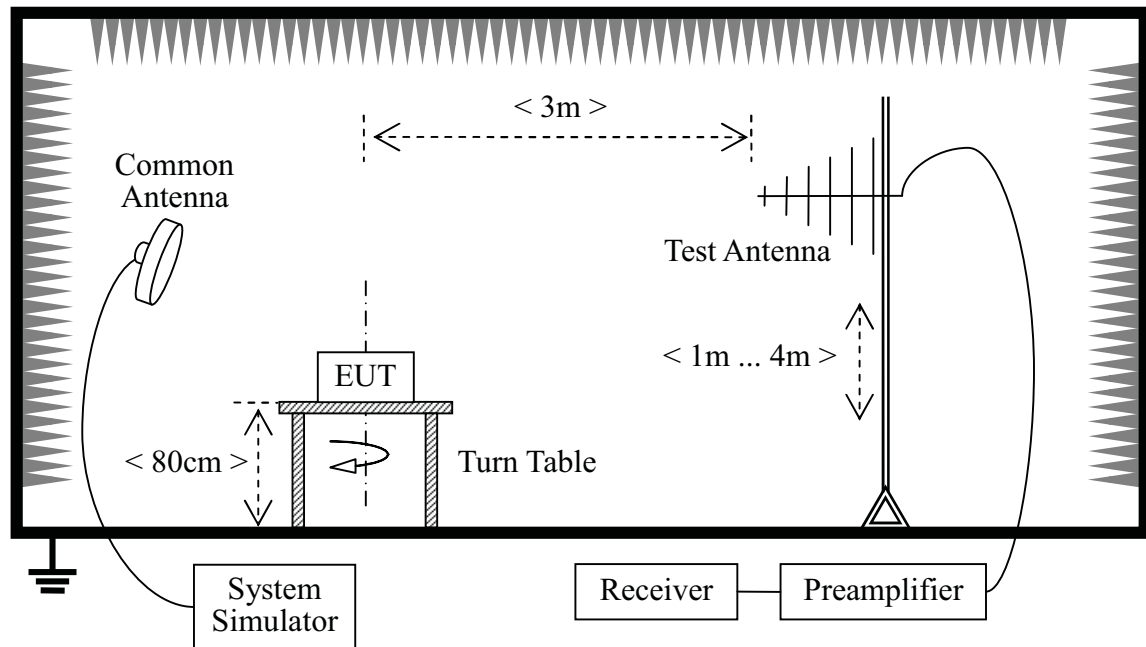 < 3m >
Common
Antenna
Test Antenna
< 1m ... 4m >
EUT
< 80cm >
Turn Table
System
Simulator
Receiver
Preamplifier